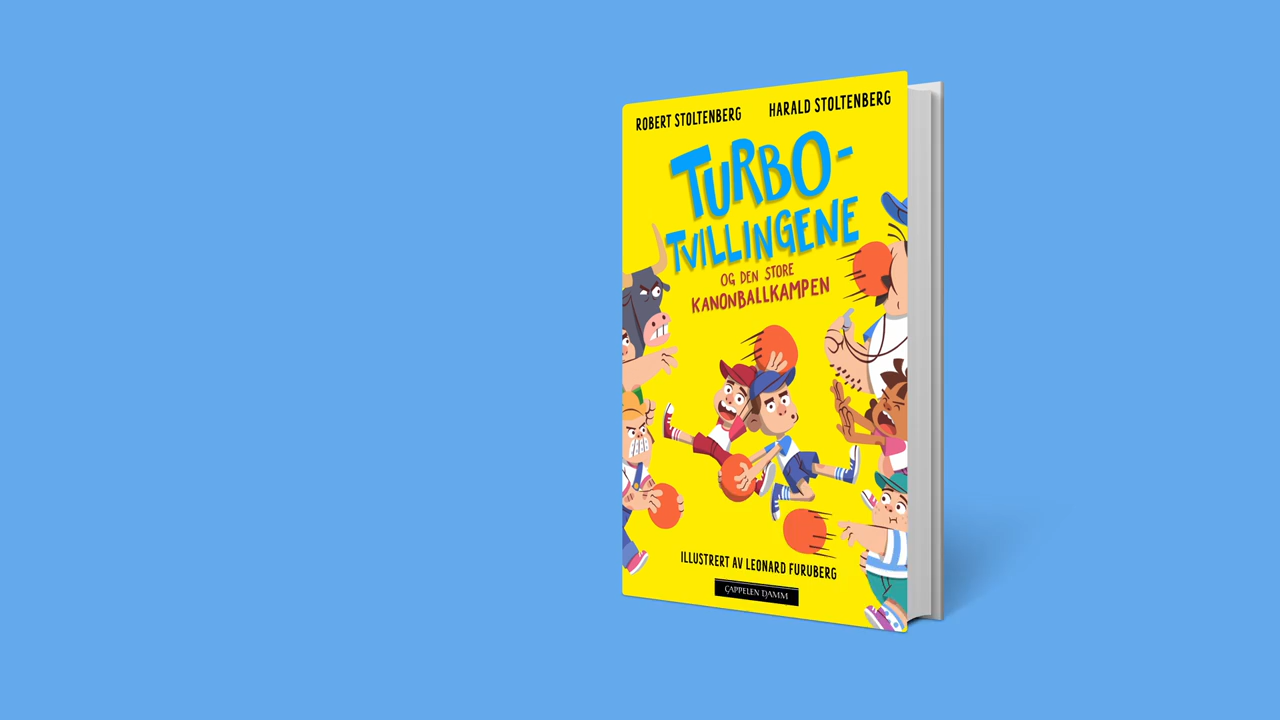 ROBERT STOLTENBERG HARALD STOLTENBERG
TURBO-
TVILLINGENE
OG DEN STORE
KANONBALLKAMPEN
ILLUSTRERT AV LEONARD FURUBERG
CAPPELEN DAMM